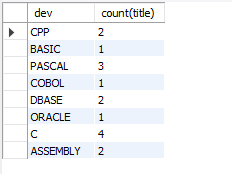 dev count(title)
CPP 2
BASIC 1
PASCAL 3
COBOL 1
DBASE 2
ORACLE 1
C 4
ASSEMBLY 2